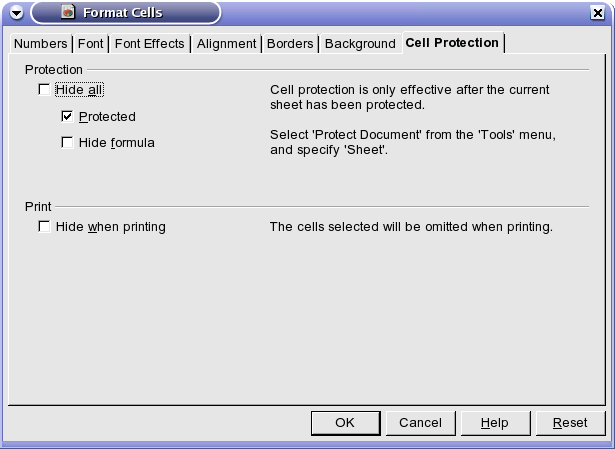 Format Cells
Numbers Font Font Effects Alignment Borders Background Cell Protection
Protection
Hide all
Cell protection is only effective after the current
sheet has been protected.
Protected
Hide formula
Select 'Protect Document' from the 'Tools' menu,
and specify 'Sheet'.
Print
Hide when printing
The cells selected will be omitted when printing.
OK Cancel Help Reset